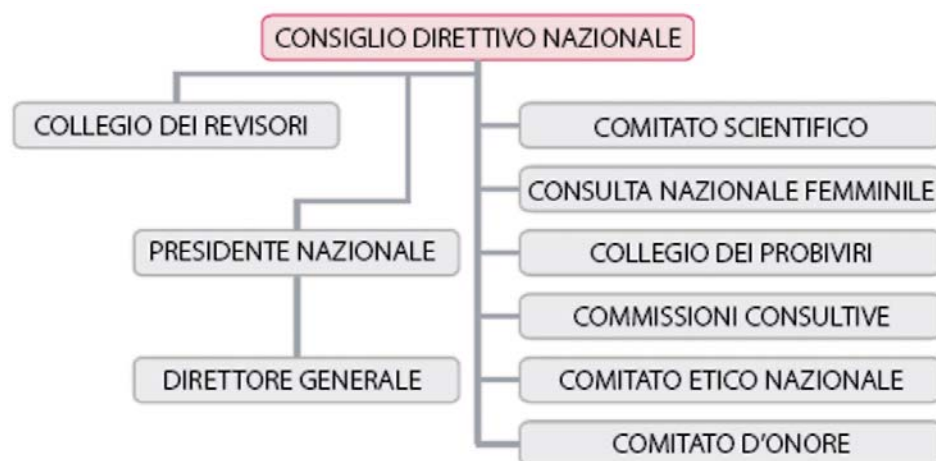 CONSIGLIO DIRETTIVO NAZIONALE
COLLEGIO DEI REVISORI
PRESIDENTE NAZIONALE
DIRETTORE GENERALE
COMITATO SCIENTIFICO
CONSULTA NAZIONALE FEMMINILE
COLLEGIO DEI PROBIVIRI
COMMISSIONI CONSULTIVE
COMITATO ETICO NAZIONALE
COMITATO D'ONORE